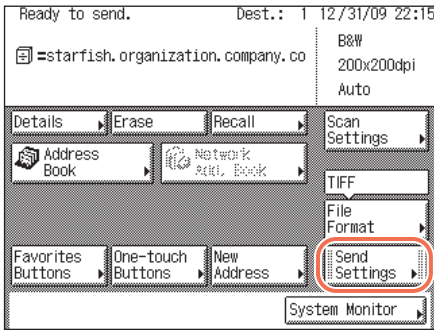 Ready to send. Dest.: 1 12/31/09 22:15
=starfish.organization.company.co
B&W
200x200dpi
Auto
Details
Erase
Recall
Scan
Settings
Address
Book
Network
Add. Book
TIFF
File
Format
Favorites
Buttons
One-touch
Buttons
New
Address
Send
Settings
System Monitor